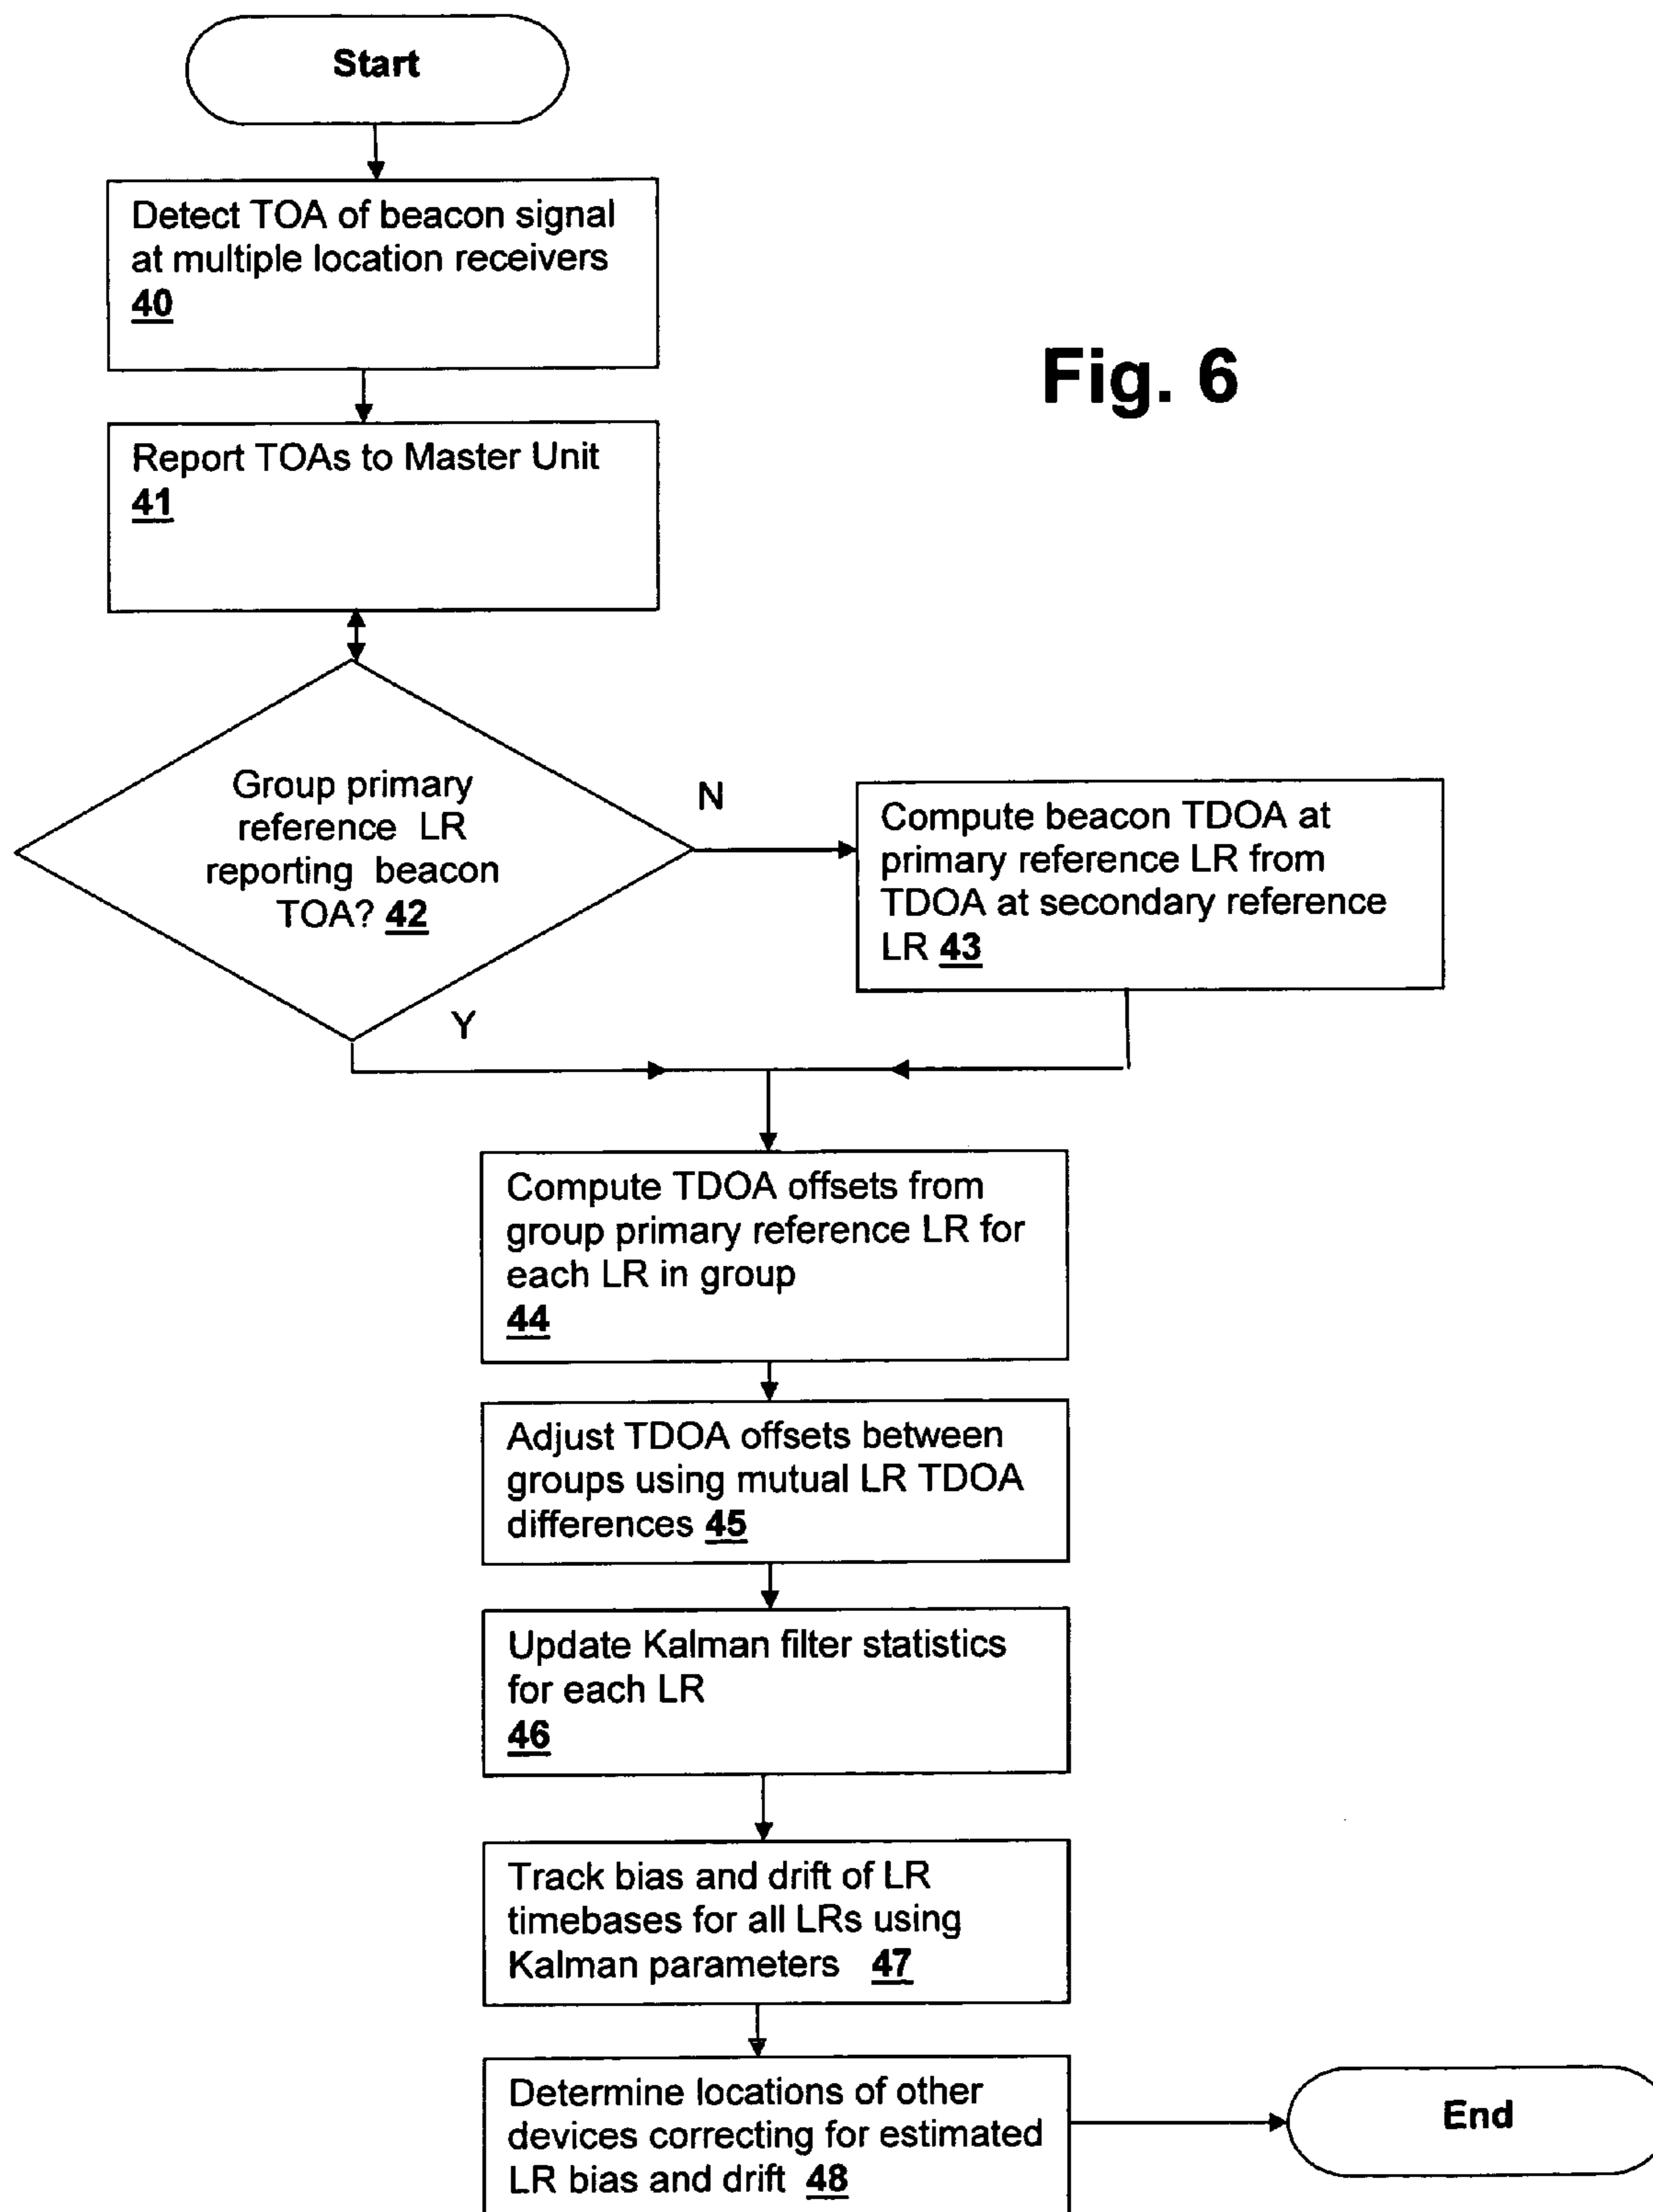 Start
Detect TOA of beacon signal
at multiple location receivers
40
Fig. 6
Report TOAs to Master Unit
41
Group primary
reference LR
reporting beacon
TOA? 42
N
Compute beacon TDOA at
primary reference LR from
TDOA at secondary reference
LR 43
Y
Compute TDOA offsets from
group primary reference LR for
each LR in group
44
Adjust TDOA offsets between
groups using mutual LR TDOA
differences 45
Update Kalman filter statistics
for each LR
46
Track bias and drift of LR
timebases for all LRs using
Kalman parameters 47
Determine locations of other
devices correcting for estimated
LR bias and drift 48
End